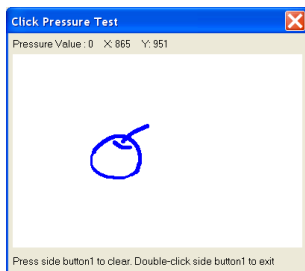 Click Pressure Test
Pressure Value : 0 X: 865 Y: 951
Press side button1 to clear. Double-click side button1 to exit